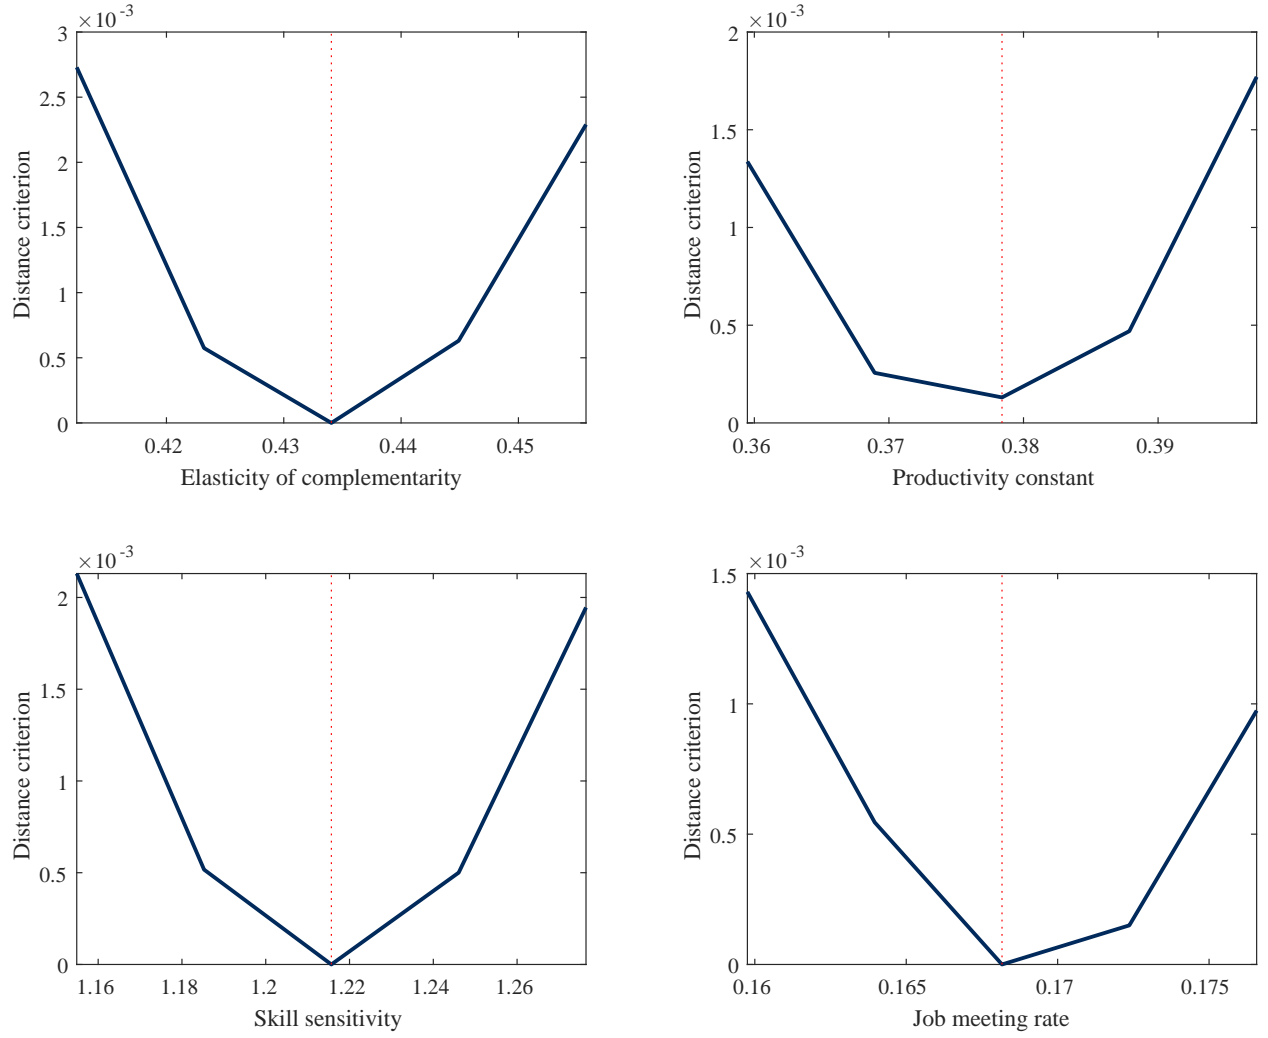 ×10⁻³
3
2.5
2
1.5
1
0.5
0
Distance criterion
0.42 0.43 0.44 0.45
Elasticity of complementarity
×10⁻³
2
1.5
1
0.5
0
Distance criterion
0.36 0.37 0.38 0.39
Productivity constant
×10⁻³
2
1.5
1
0.5
0
Distance criterion
1.16 1.18 1.2 1.22 1.24 1.26
Skill sensitivity
×10⁻³
1.5
1
0.5
0
Distance criterion
0.16 0.165 0.17 0.175
Job meeting rate